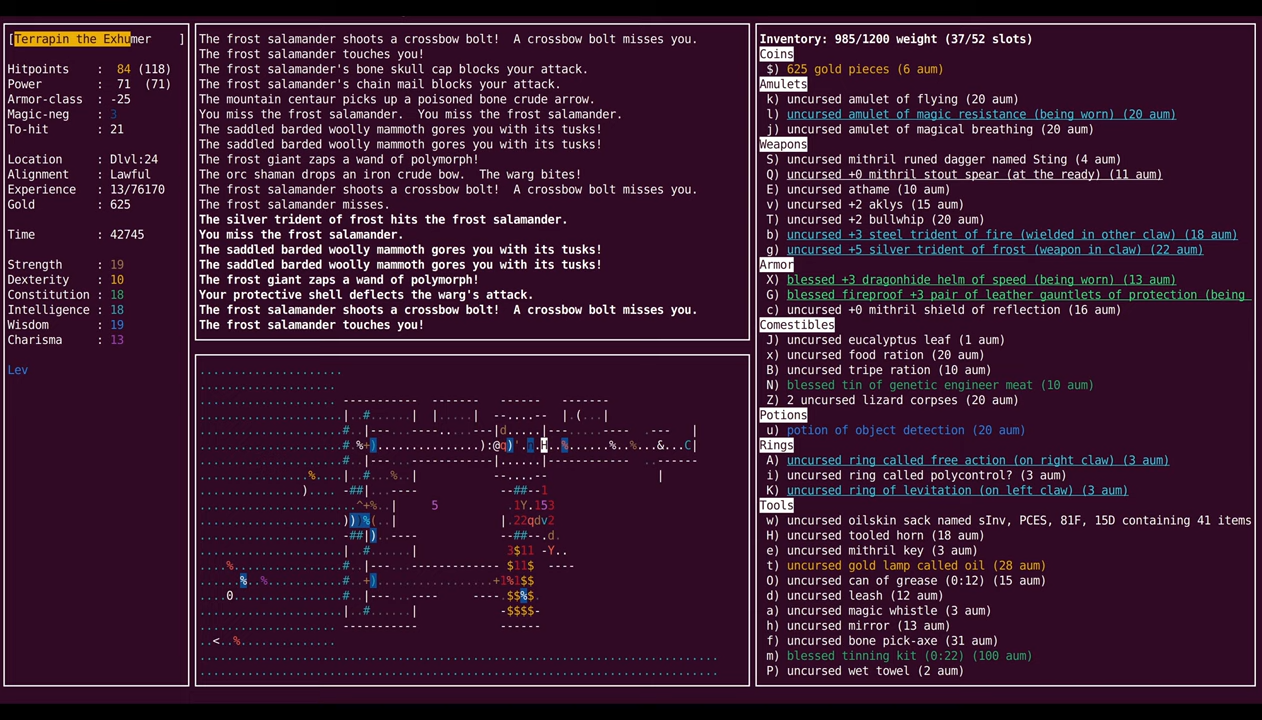 [Terrapin the Exhumer ]
Hitpoints : 84 (118)
Power : 71 (71)
Armor-class : -25
Magic-neg : 3
To-hit : 21
Location : Dlvl:24
Alignment : Lawful
Experience : 13/76170
Gold : 625
Time : 42745
Strength : 19
Dexterity : 10
Constitution : 18
Intelligence : 18
Wisdom : 19
Charisma : 13
Lev
The frost salamander shoots a crossbow bolt!  A crossbow bolt misses you.
The frost salamander touches you!
The frost salamander's bone skull cap blocks your attack.
The frost salamander's chain mail blocks your attack.
The mountain centaur picks up a poisoned bone crude arrow.
You miss the frost salamander.  You miss the frost salamander.
The saddled barded woolly mammoth gores you with its tusks!
The saddled barded woolly mammoth gores you with its tusks!
The frost giant zaps a wand of polymorph!
The orc shaman drops an iron crude bow.  The warg bites!
The frost salamander shoots a crossbow bolt!  A crossbow bolt misses you.
The frost salamander misses.
The silver trident of frost hits the frost salamander.
You miss the frost salamander.
The saddled barded woolly mammoth gores you with its tusks!
The saddled barded woolly mammoth gores you with its tusks!
The frost giant zaps a wand of polymorph!
Your protective shell deflects the warg's attack.
The frost salamander shoots a crossbow bolt!  A crossbow bolt misses you.
The frost salamander touches you!
Inventory: 985/1200 weight (37/52 slots)
Coins
$) 625 gold pieces (6 aum)
Amulets
k) uncursed amulet of flying (20 aum)
l) uncursed amulet of magic resistance (being worn) (20 aum)
j) uncursed amulet of magical breathing (20 aum)
Weapons
S) uncursed mithril runed dagger named Sting (4 aum)
Q) uncursed +0 mithril stout spear (at the ready) (11 aum)
E) uncursed athame (10 aum)
v) uncursed +2 aklys (15 aum)
T) uncursed +2 bullwhip (20 aum)
b) uncursed +3 steel trident of fire (wielded in other claw) (18 aum)
g) uncursed +5 silver trident of frost (weapon in claw) (22 aum)
Armor
X) blessed +3 dragonhide helm of speed (being worn) (13 aum)
G) blessed fireproof +3 pair of leather gauntlets of protection (being
c) uncursed +0 mithril shield of reflection (16 aum)
Comestibles
J) uncursed eucalyptus leaf (1 aum)
x) uncursed food ration (20 aum)
B) uncursed tripe ration (10 aum)
N) blessed tin of genetic engineer meat (10 aum)
Z) 2 uncursed lizard corpses (20 aum)
Potions
u) potion of object detection (20 aum)
Rings
A) uncursed ring called free action (on right claw) (3 aum)
i) uncursed ring called polycontrol? (3 aum)
K) uncursed ring of levitation (on left claw) (3 aum)
Tools
w) uncursed oilskin sack named sInv, PCES, 81F, 15D containing 41 items
H) uncursed tooled horn (18 aum)
e) uncursed mithril key (3 aum)
t) uncursed gold lamp called oil (28 aum)
O) uncursed can of grease (0:12) (15 aum)
d) uncursed leash (12 aum)
a) uncursed magic whistle (3 aum)
h) uncursed mirror (13 aum)
f) uncursed bone pick-axe (31 aum)
m) blessed tinning kit (0:22) (100 aum)
P) uncursed wet towel (2 aum)